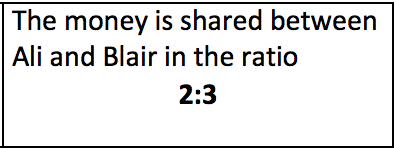 The money is shared between
Ali and Blair in the ratio
2:3